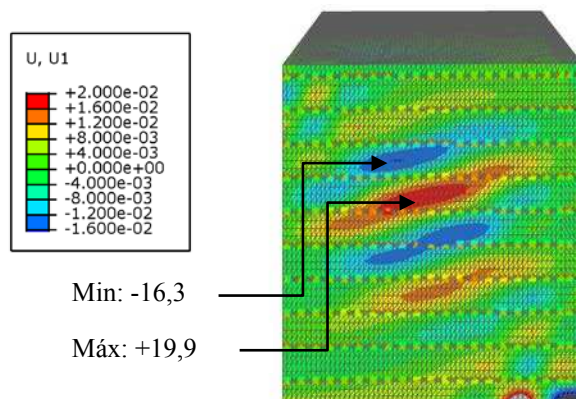 U, U1
+2.000e-02
+1.600e-02
+1.200e-02
+8.000e-03
+4.000e-03
+0.000e+00
-4.000e-03
-8.000e-03
-1.200e-02
-1.600e-02
Min: -16,3
Máx: +19,9